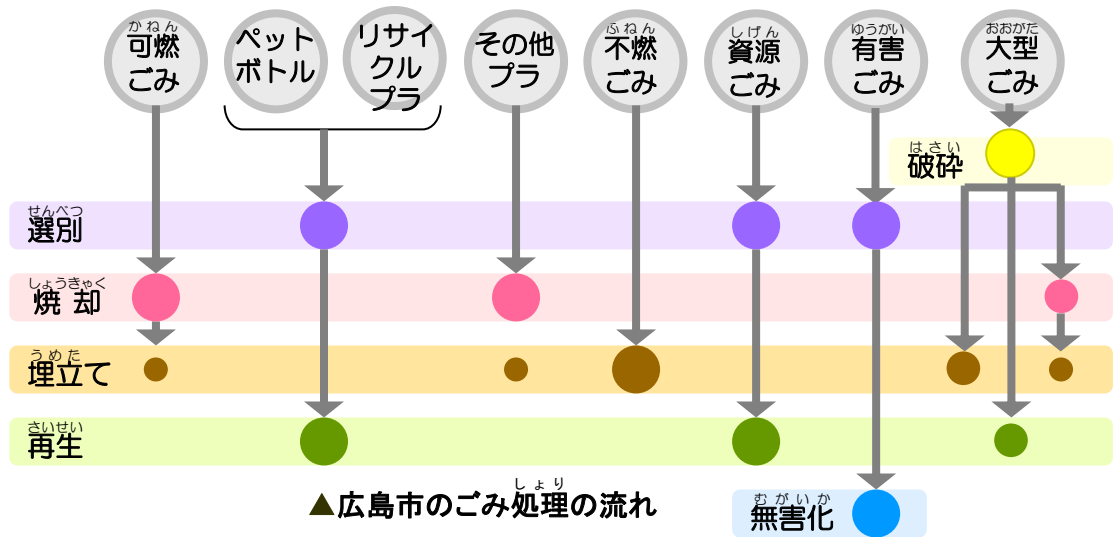 かねん
可燃
ごみ
ペット
ボトル
リサイ
クル
プラ
その他
プラ
ふねん
不燃
ごみ
しげん
資源
ごみ
ゆうがい
有害
ごみ
おおがた
大型
ごみ
はさい
破砕
せんべつ
選別
しょうきゃく
焼却
うめた
埋立て
さいせい
再生
しょり
▲広島市のごみ処理の流れ
むがいか
無害化